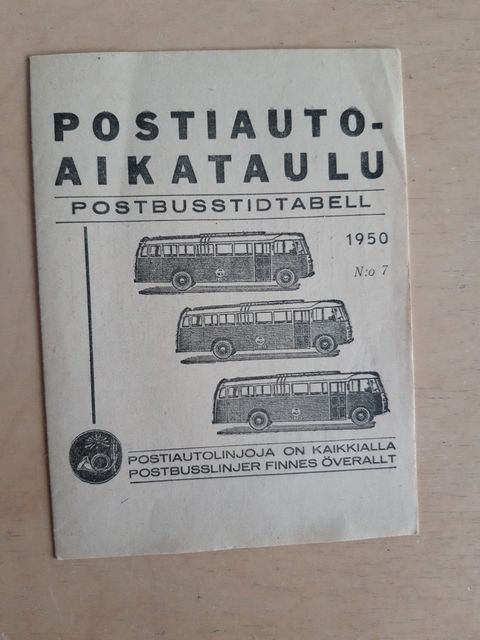 POSTIAUTO-
AIKATAULU
POSTBUSSTIDTABELL
1950
N:o 7
POSTIAUTOLINJOJA ON KAIKKIALLA
POSTBUSSLINJER FINNES ÖVERALLT